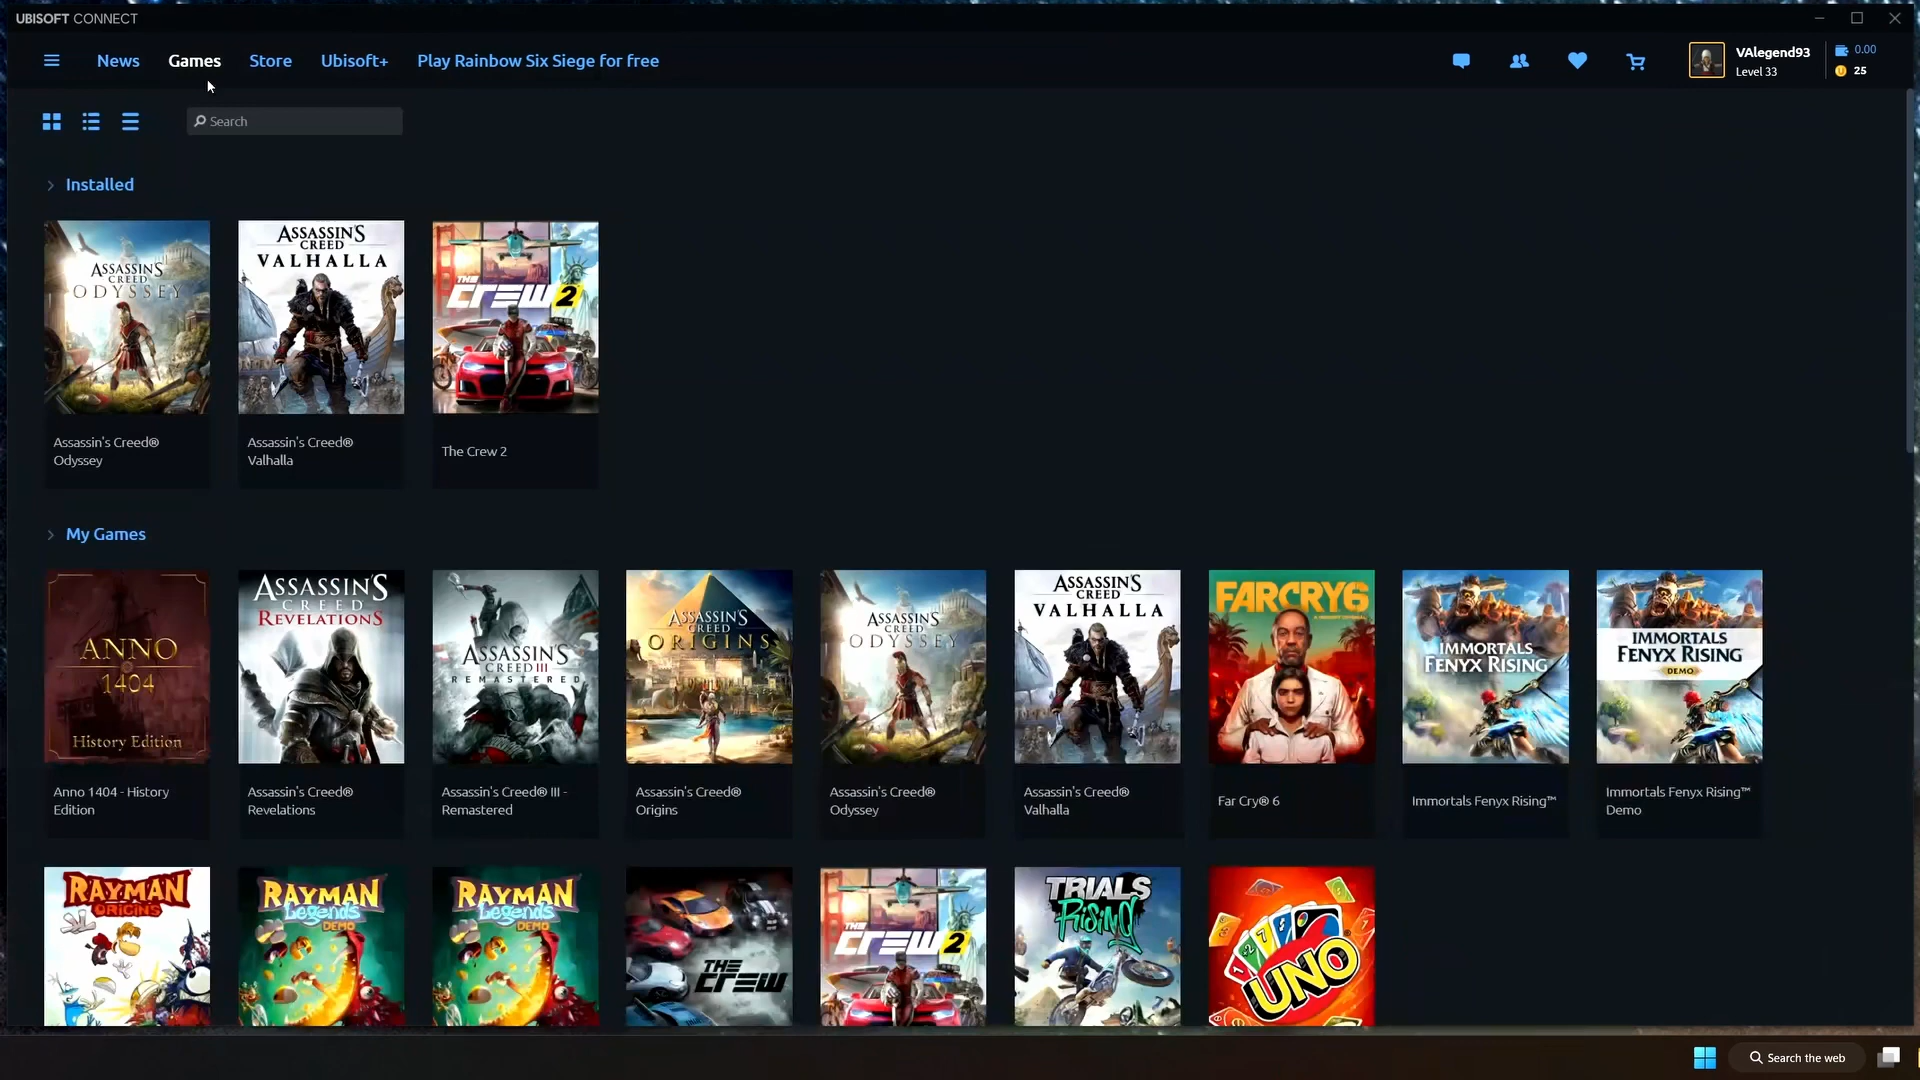 UBISOFT CONNECT
News Games Store Ubisoft+ Play Rainbow Six Siege for free
VAlegend93
Level 33
0.00
25
Search
Installed
ASSASSIN'S
CREED
ODYSSEY
ASSASSIN'S
CREED
VALHALLA
THE
CREW 2
Assassin's Creed®
Odyssey
Assassin's Creed®
Valhalla
The Crew 2
My Games
ANNO
1404
History Edition
ASSASSIN'S
CREED
REVELATIONS
ASSASSIN'S
CREED III
REMASTERED
ASSASSIN'S
CREED
ORIGINS
ASSASSIN'S
CREED
ODYSSEY
ASSASSIN'S
CREED
VALHALLA
FARCRY6
IMMORTALS
FENYX RISING
IMMORTALS
FENYX RISING
DEMO
Anno 1404 - History
Edition
Assassin's Creed®
Revelations
Assassin's Creed® III -
Remastered
Assassin's Creed®
Origins
Assassin's Creed®
Odyssey
Assassin's Creed®
Valhalla
Far Cry® 6
Immortals Fenyx Rising™
Immortals Fenyx Rising™
Demo
RAYMAN
ORIGINS
RAYMAN
Legends
DEMO
RAYMAN
Legends
DEMO
THE
CREW
THE
CREW 2
TRIALS
Rising
UNO
Search the web